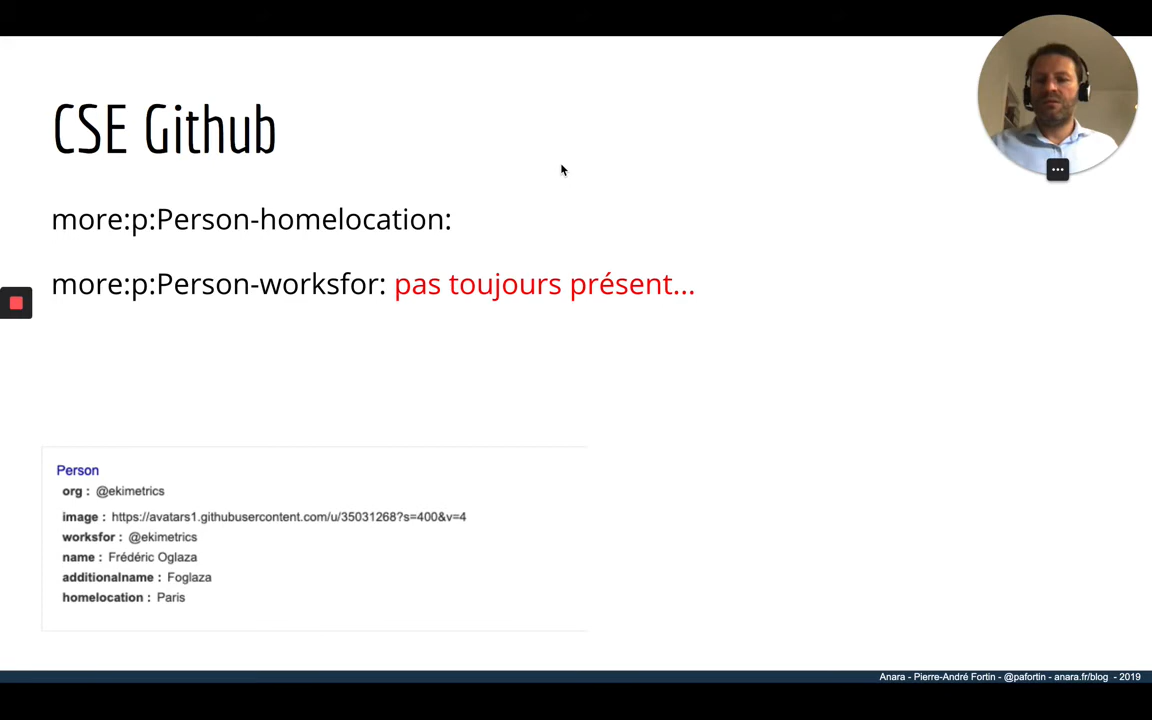 CSE Github
more:p:Person-homelocation:
more:p:Person-worksfor: pas toujours présent...
Person
org : @ekimetrics
image : https://avatars1.githubusercontent.com/u/35031268?s=400&v=4
worksfor : @ekimetrics
name : Frédéric Oglaza
additionalname : Foglaza
homelocation : Paris
Anara - Pierre-André Fortin - @pafortin - anara.fr/blog - 2019